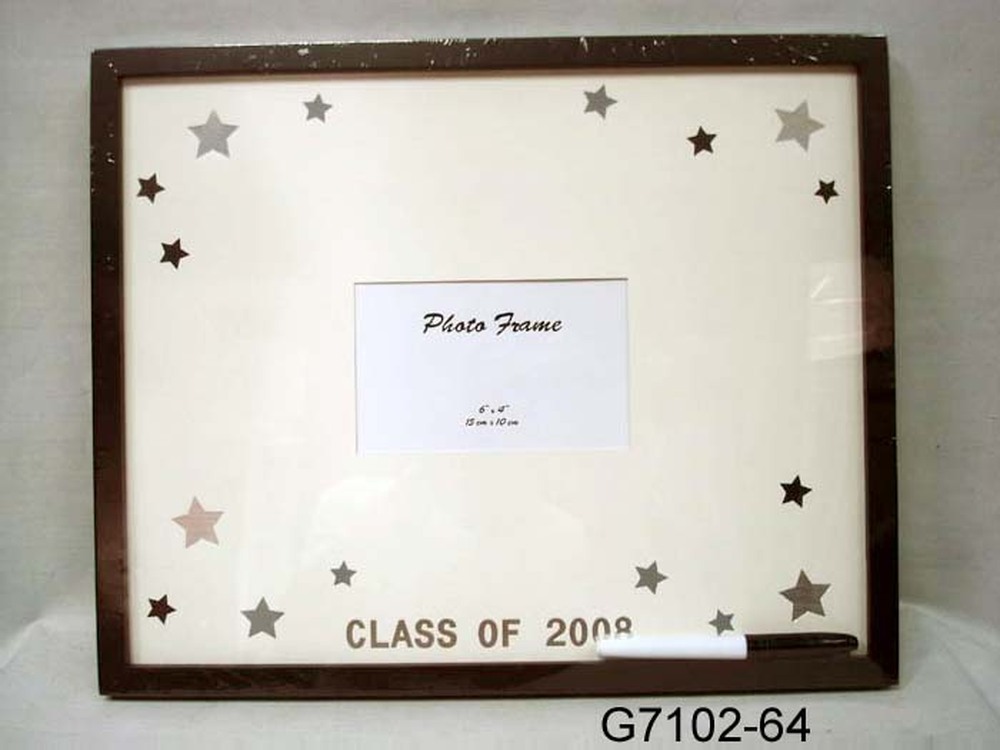 Photo Frame
6" x 4"
15 cm x 10 cm
CLASS OF 2008
G7102-64